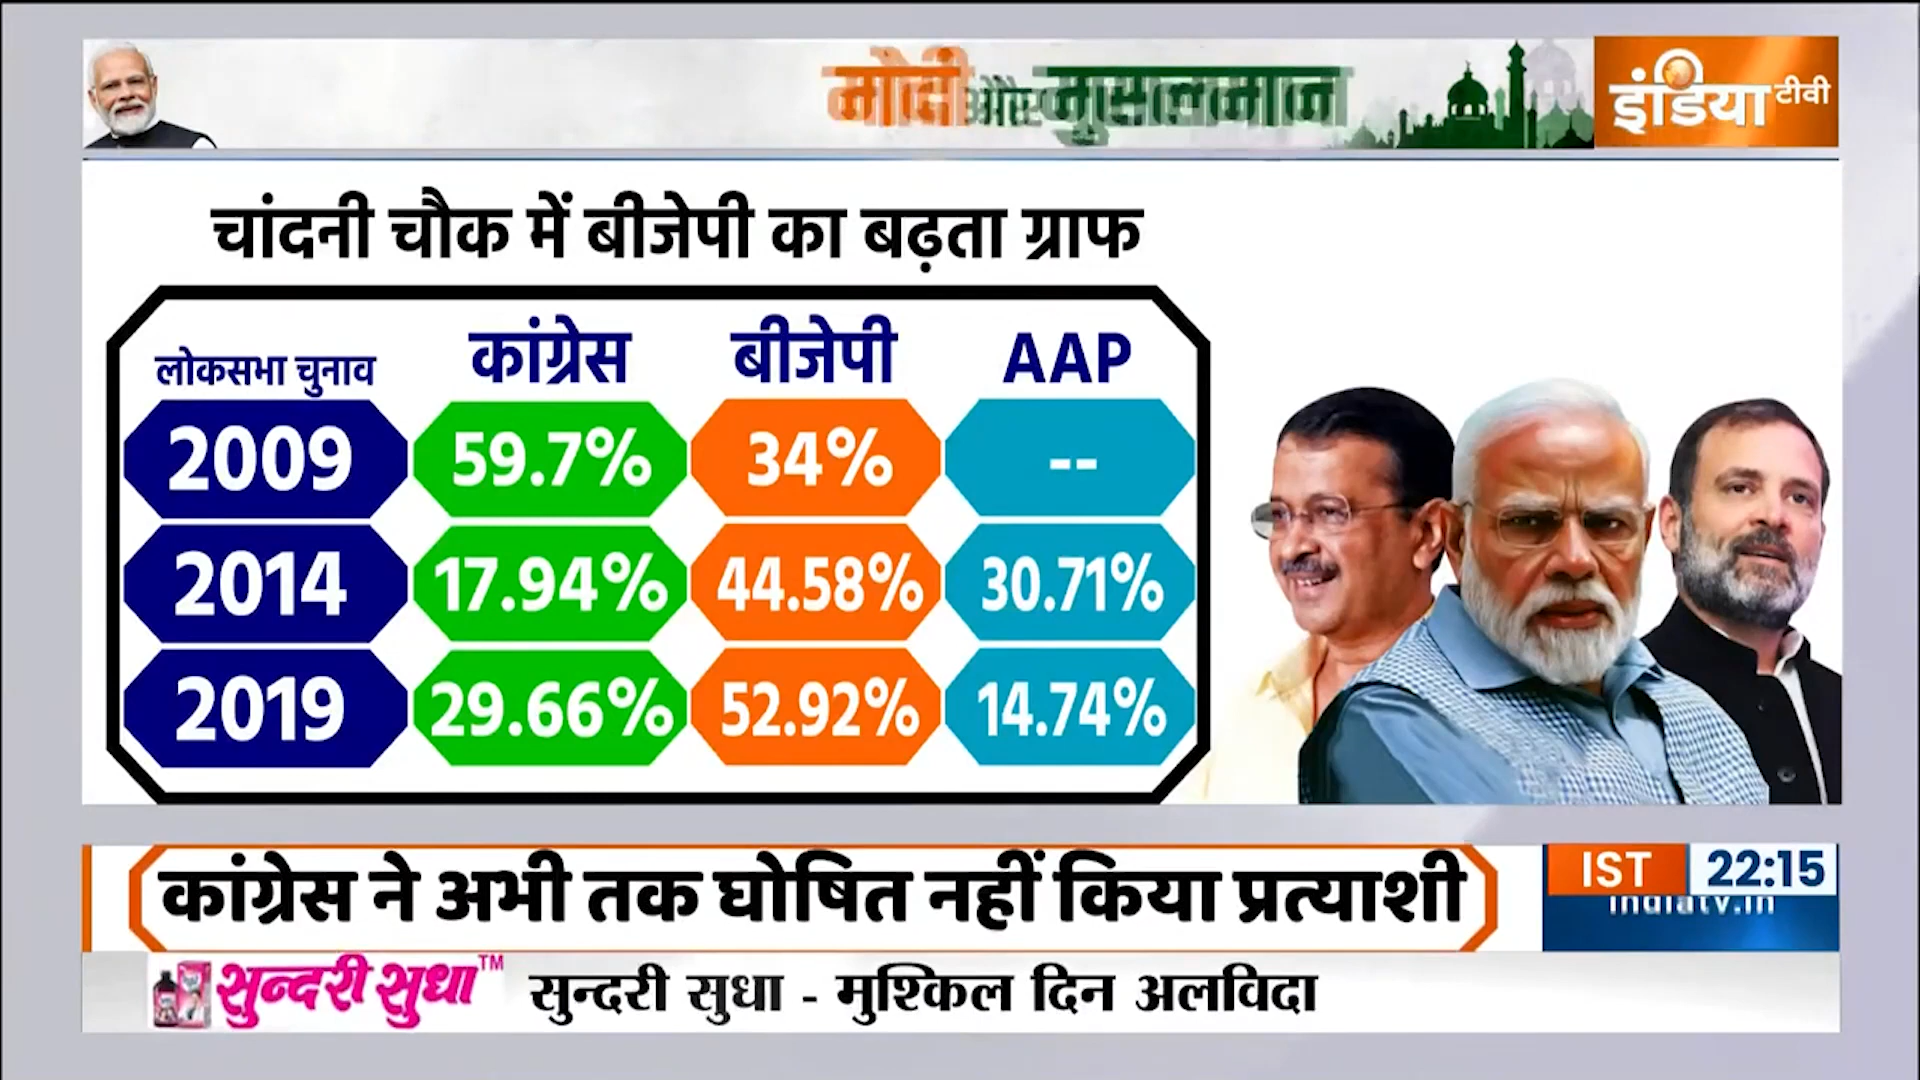 मोदी और मुसलमान
इंडिया टीवी
चांदनी चौक में बीजेपी का बढ़ता ग्राफ
लोकसभा चुनाव कांग्रेस बीजेपी AAP
2009 59.7% 34% --
2014 17.94% 44.58% 30.71%
2019 29.66% 52.92% 14.74%
कांग्रेस ने अभी तक घोषित नहीं किया प्रत्याशी
IST 22:15
indiatv.in
सुन्दरी सुधा TM सुन्दरी सुधा - मुश्किल दिन अलविदा